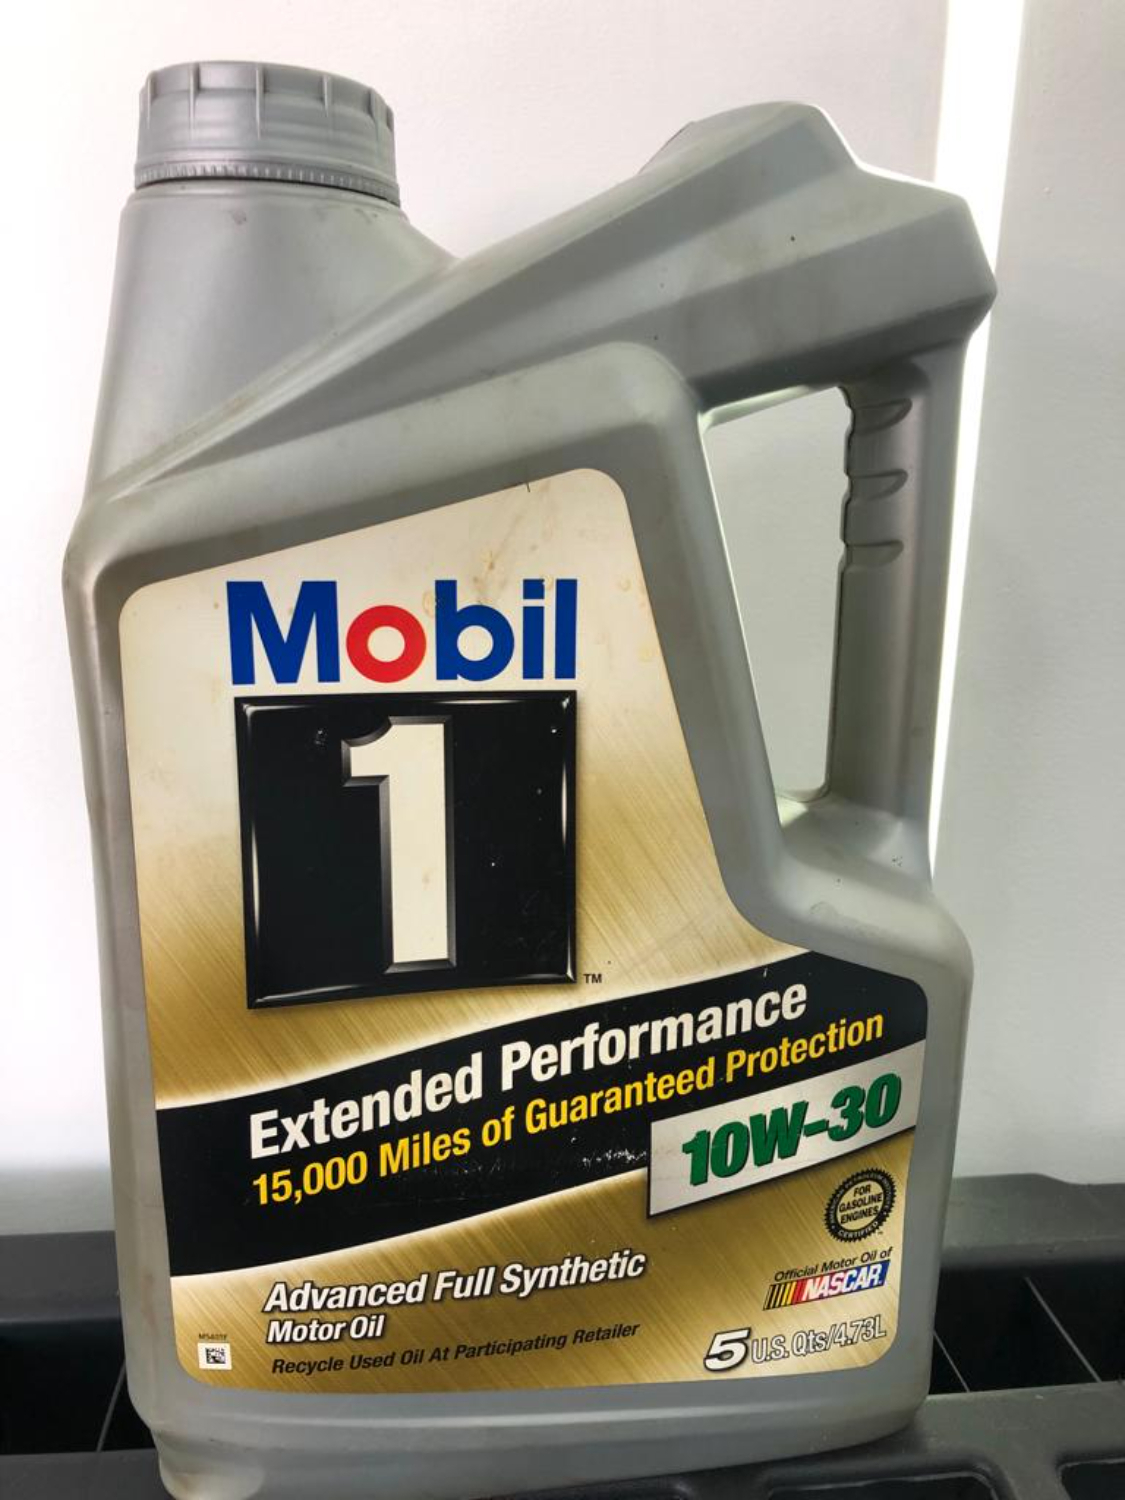 Mobil
1
TM
Extended Performance
15,000 Miles of Guaranteed Protection
10W-30
FOR
GASOLINE
ENGINES
CERTIFIED
Advanced Full Synthetic
Motor Oil
Recycle Used Oil At Participating Retailer
Official Motor Oil of
NASCAR
5 U.S. Qts/4.73L